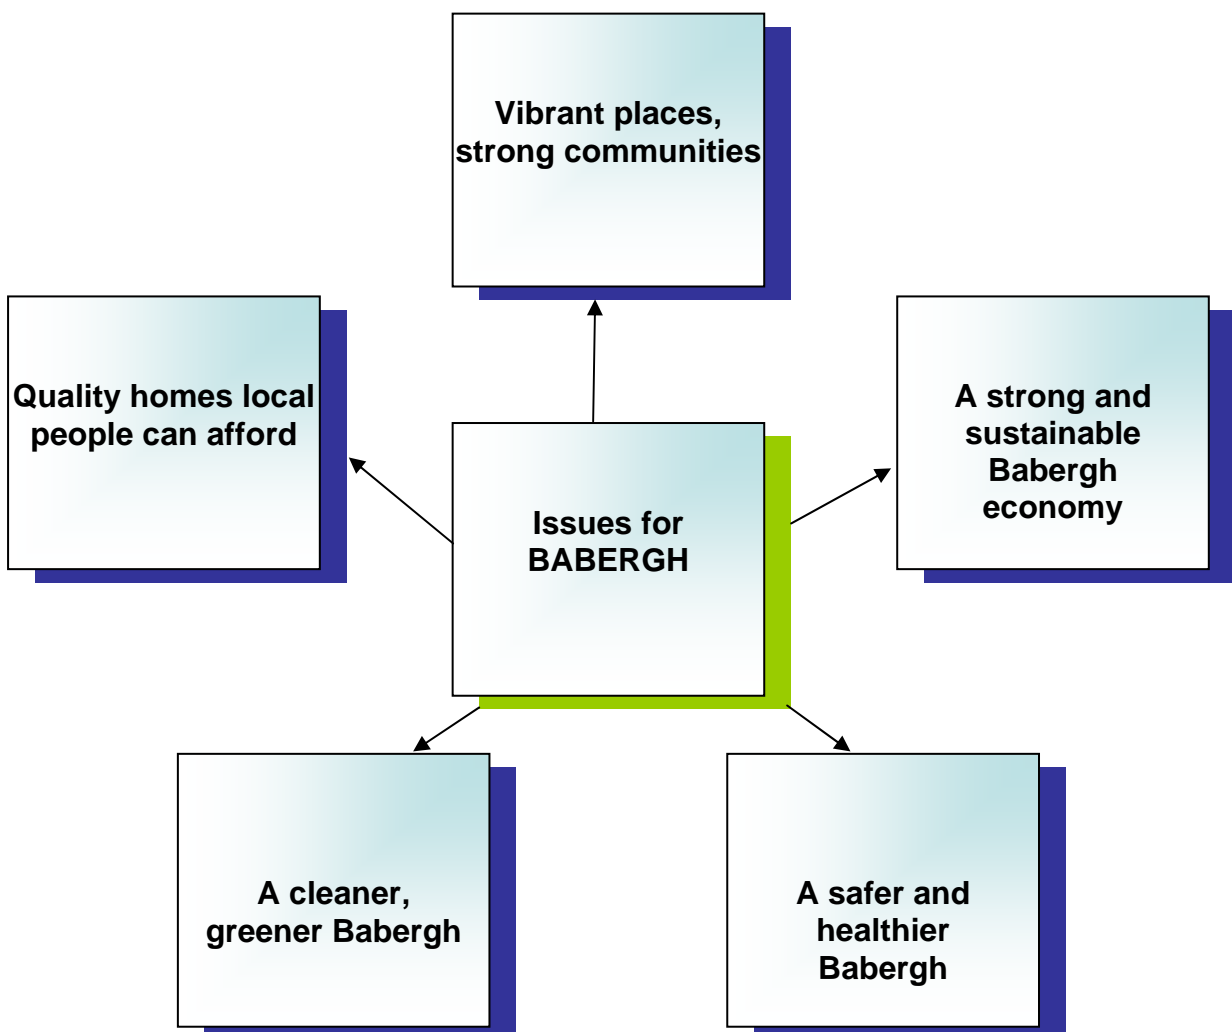 Vibrant places,
strong communities
Quality homes local
people can afford
A strong and
sustainable
Babergh
economy
Issues for
BABERGH
A cleaner,
greener Babergh
A safer and
healthier
Babergh